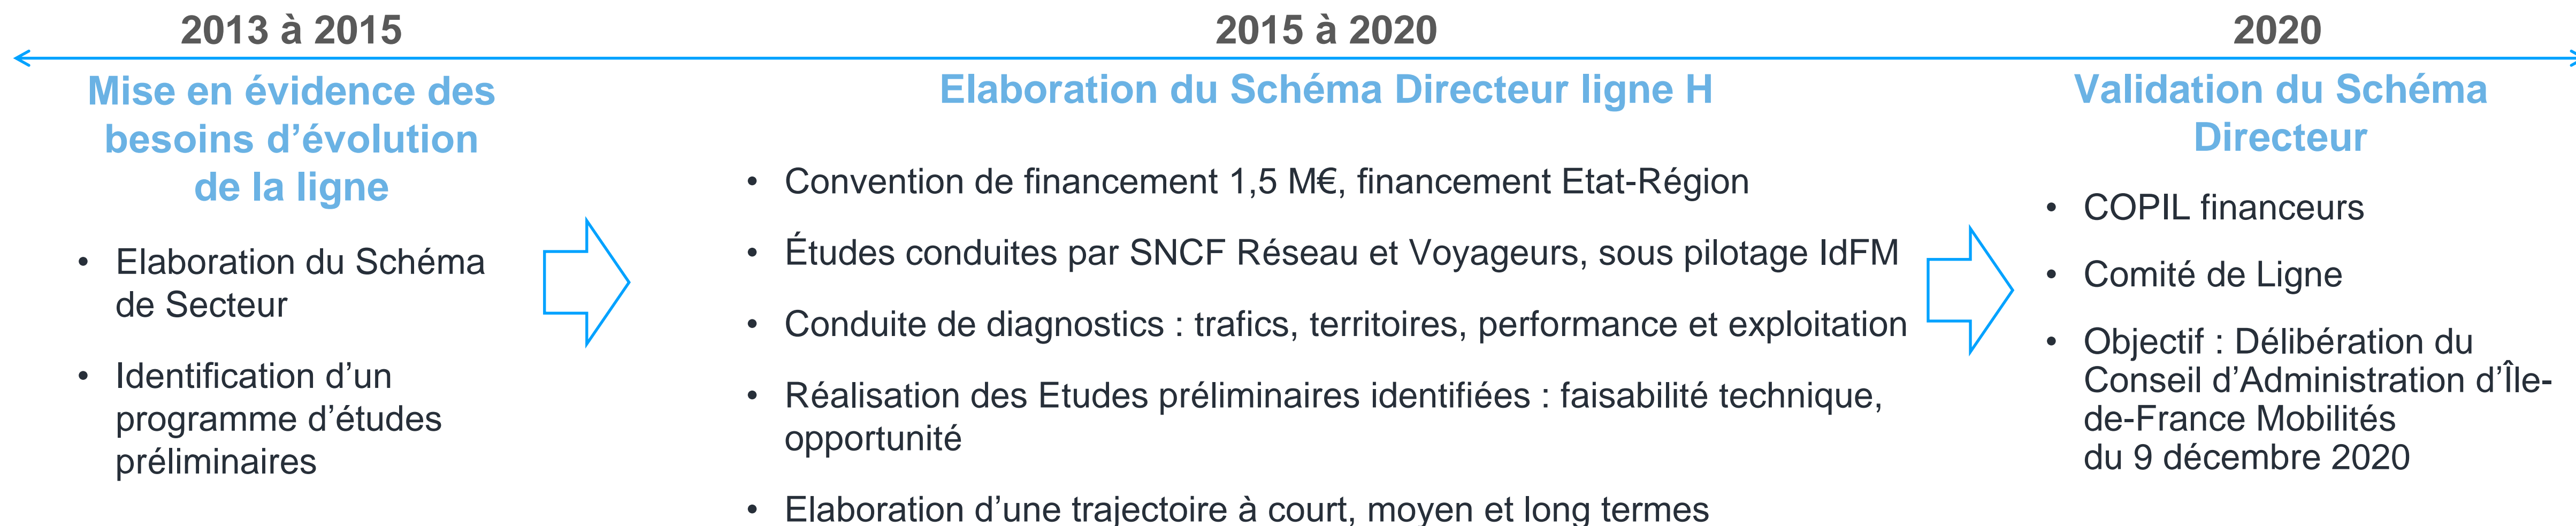 2013 à 2015
Mise en évidence des
besoins d’évolution
de la ligne
• Elaboration du Schéma
de Secteur
• Identification d’un
programme d’études
préliminaires
2015 à 2020
Elaboration du Schéma Directeur ligne H
• Convention de financement 1,5 M€, financement Etat-Région
• Études conduites par SNCF Réseau et Voyageurs, sous pilotage IdFM
• Conduite de diagnostics : trafics, territoires, performance et exploitation
• Réalisation des Etudes préliminaires identifiées : faisabilité technique,
opportunité
• Elaboration d’une trajectoire à court, moyen et long termes
2020
Validation du Schéma
Directeur
• COPIL financeurs
• Comité de Ligne
• Objectif : Délibération du
Conseil d’Administration d’Île-
de-France Mobilités
du 9 décembre 2020